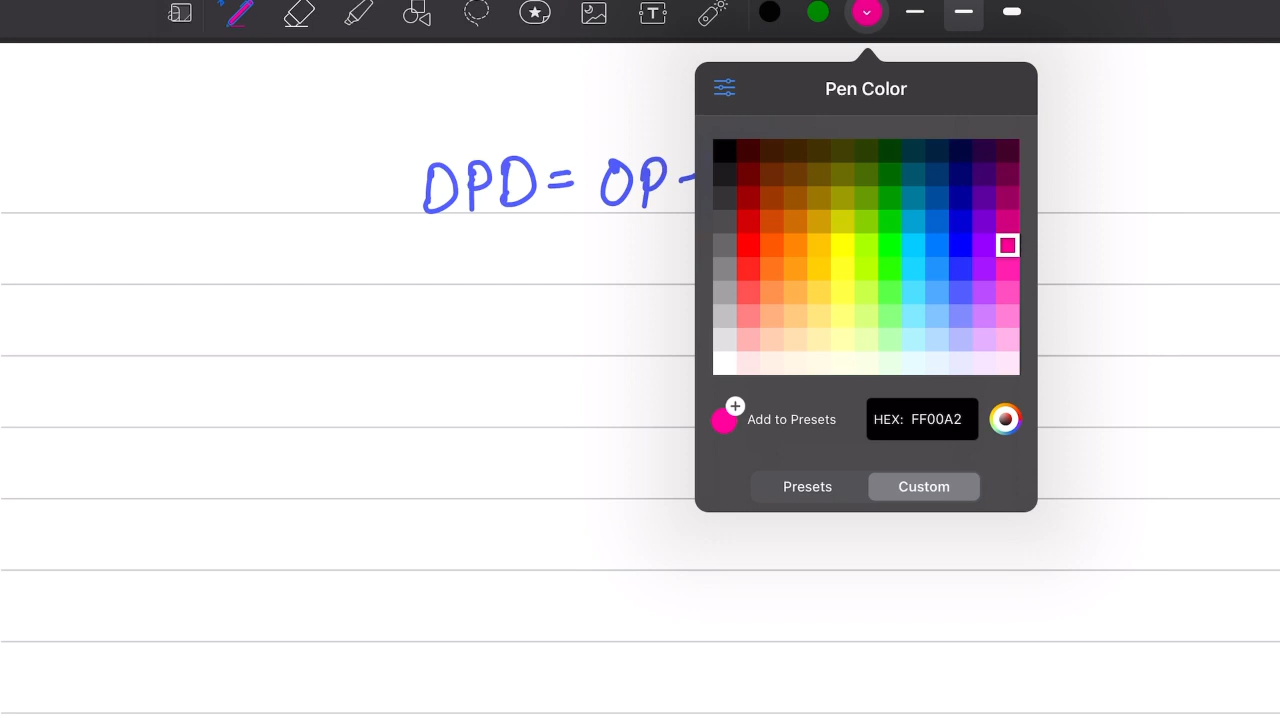 Pen Color
DPD = OP -
Add to Presets
HEX: FF00A2
Presets
Custom